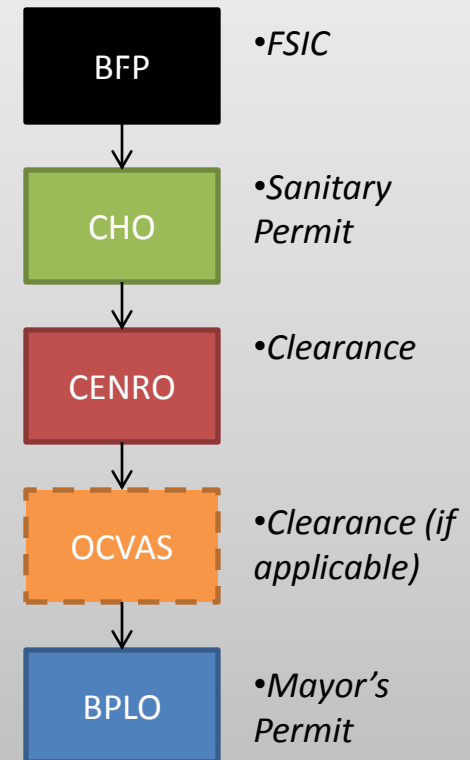 BFP
•FSIC
CHO
•Sanitary
Permit
CENRO
•Clearance
OCVAS
•Clearance (if
applicable)
BPLO
•Mayor's
Permit